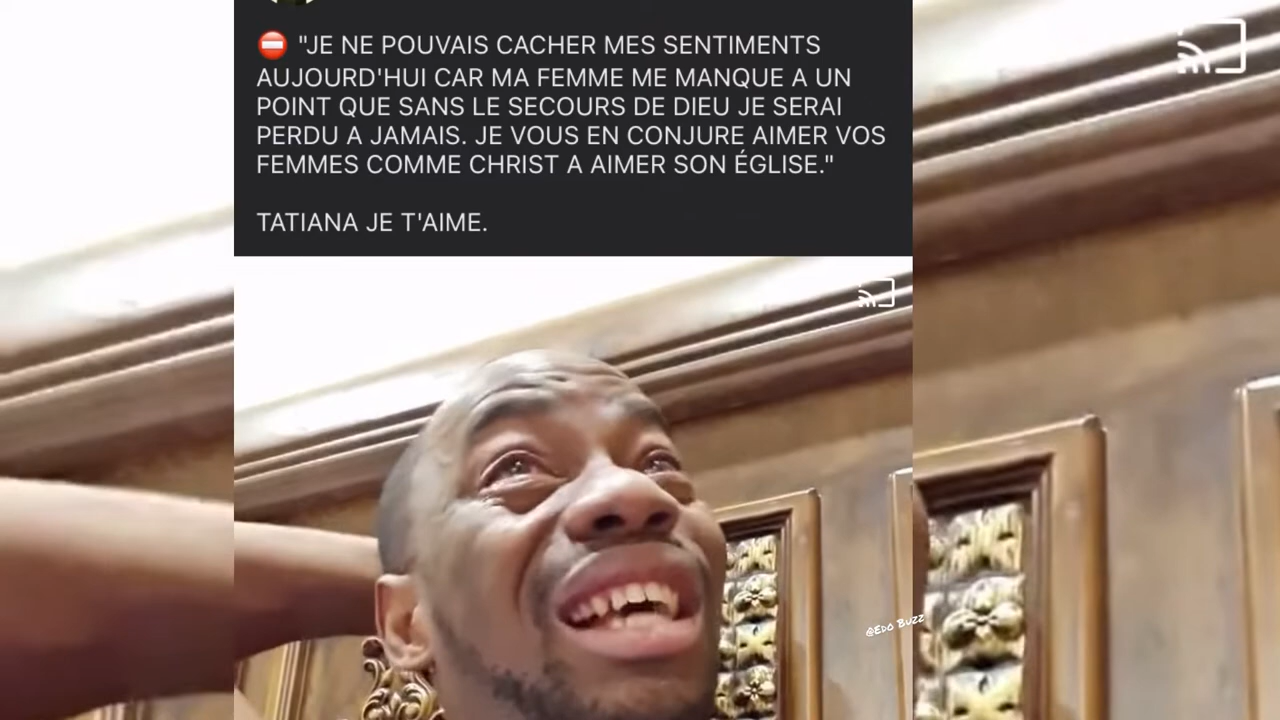 ⛔ "JE NE POUVAIS CACHER MES SENTIMENTS
AUJOURD'HUI CAR MA FEMME ME MANQUE A UN
POINT QUE SANS LE SECOURS DE DIEU JE SERAI
PERDU A JAMAIS. JE VOUS EN CONJURE AIMER VOS
FEMMES COMME CHRIST A AIMER SON ÉGLISE."
TATIANA JE T'AIME.
@EDO BUZZ